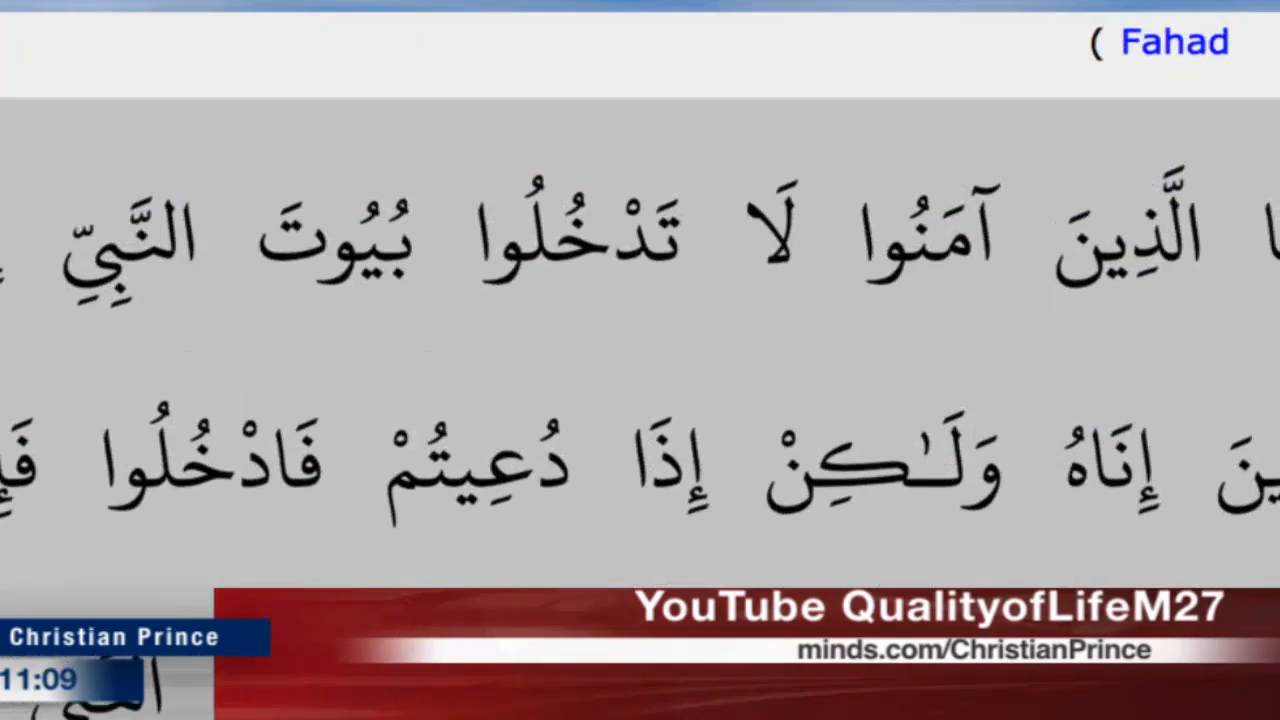 ( Fahad
الَّذِينَ آمَنُوا لَا تَدْخُلُوا بُيُوتَ النَّبِيِّ
إِنَاهُ وَلَـٰكِنْ إِذَا دُعِيتُمْ فَادْخُلُوا
YouTube QualityofLifeM27
Christian Prince
minds.com/ChristianPrince
11:09